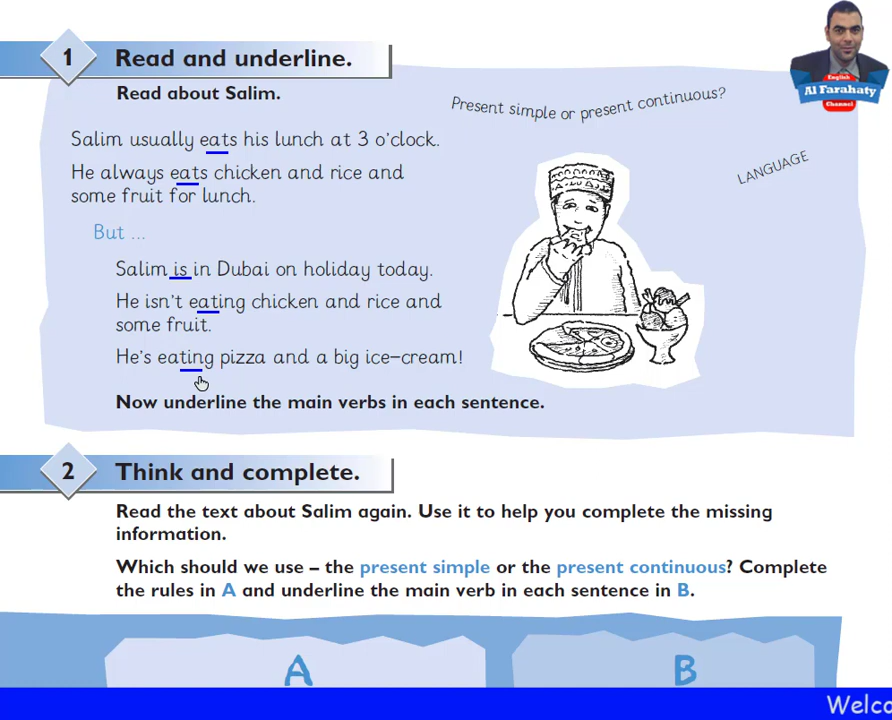 English
Al Farahaty
Channel
1 Read and underline.
Read about Salim.
Present simple or present continuous?
LANGUAGE
Salim usually eats his lunch at 3 o'clock.
He always eats chicken and rice and
some fruit for lunch.
But ...
Salim is in Dubai on holiday today.
He isn't eating chicken and rice and
some fruit.
He's eating pizza and a big ice-cream!
Now underline the main verbs in each sentence.
2 Think and complete.
Read the text about Salim again. Use it to help you complete the missing
information.
Which should we use – the present simple or the present continuous? Complete
the rules in A and underline the main verb in each sentence in B.
A
B
Welc